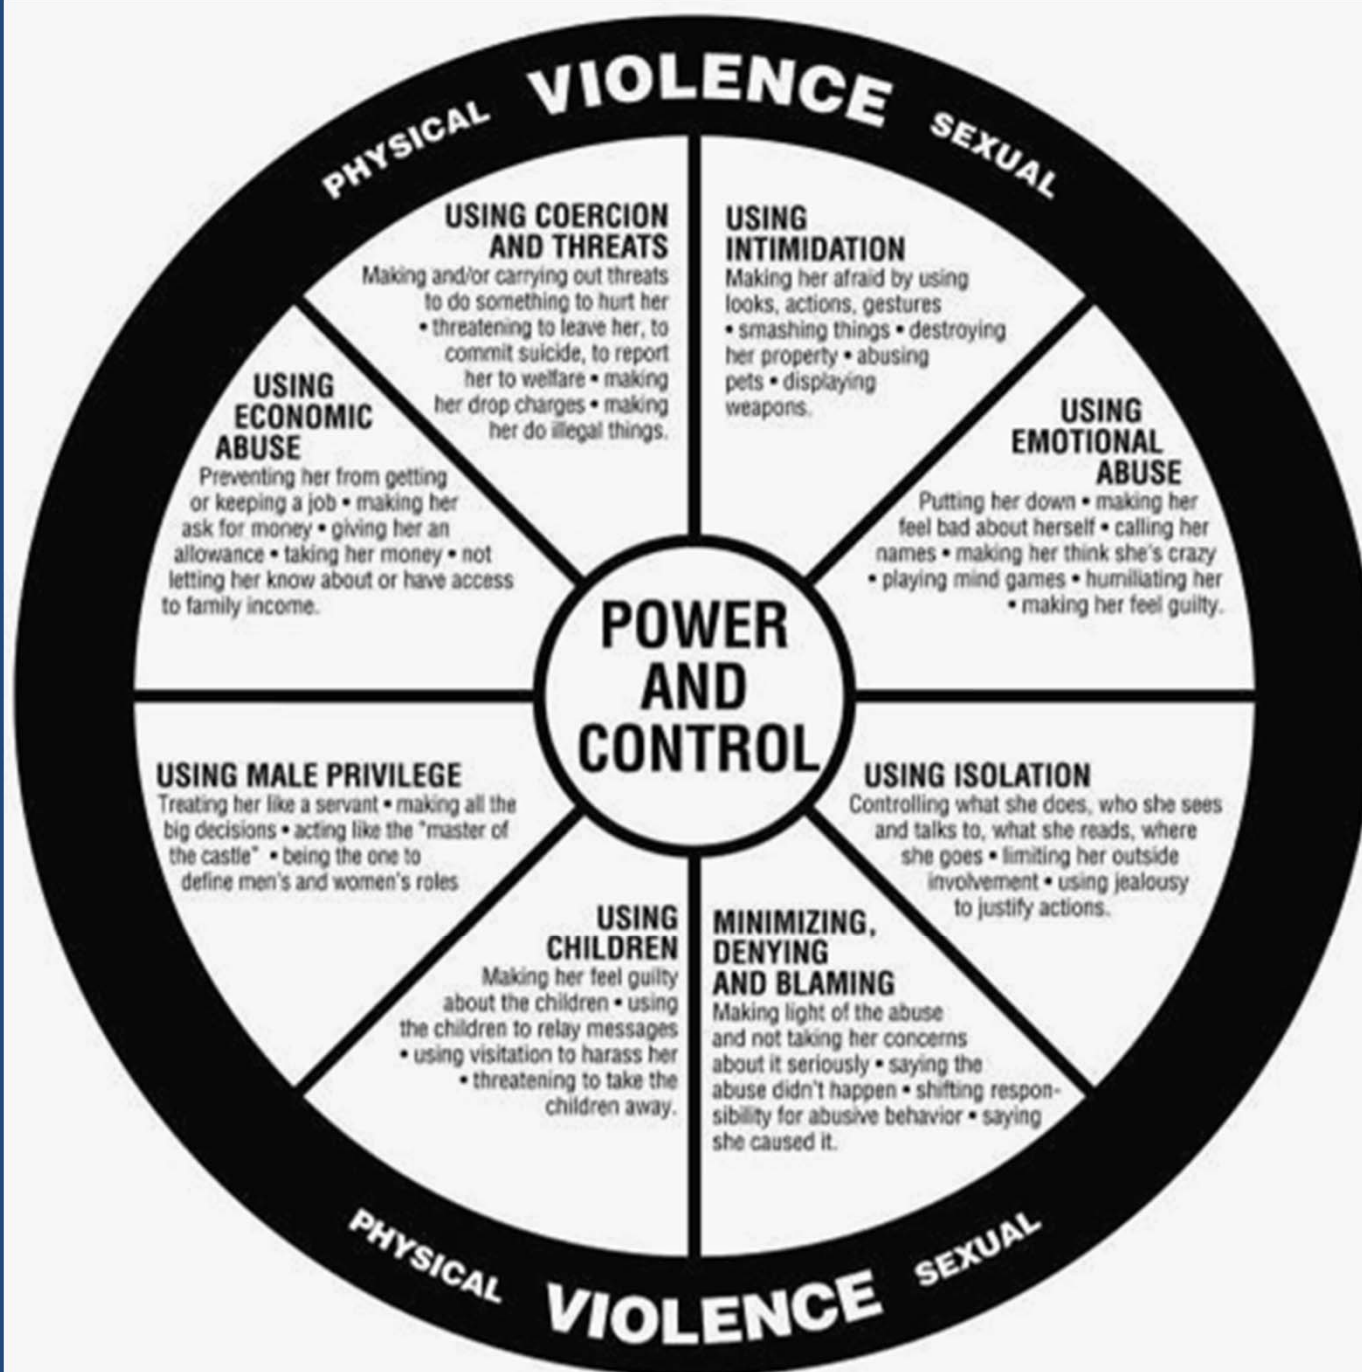 PHYSICAL VIOLENCE SEXUAL
USING COERCION
AND THREATS
Making and/or carrying out threats
to do something to hurt her
• threatening to leave her, to
commit suicide, to report
her to welfare • making
her drop charges • making
her do illegal things.
USING
INTIMIDATION
Making her afraid by using
looks, actions, gestures
• smashing things • destroying
her property • abusing
pets • displaying
weapons.
USING
ECONOMIC
ABUSE
Preventing her from getting
or keeping a job • making her
ask for money • giving her an
allowance • taking her money • not
letting her know about or have access
to family income.
USING
EMOTIONAL
ABUSE
Putting her down • making her
feel bad about herself • calling her
names • making her think she's crazy
• playing mind games • humiliating her
• making her feel guilty.
POWER
AND
CONTROL
USING MALE PRIVILEGE
Treating her like a servant • making all the
big decisions • acting like the "master of
the castle" • being the one to
define men's and women's roles
USING ISOLATION
Controlling what she does, who she sees
and talks to, what she reads, where
she goes • limiting her outside
involvement • using jealousy
to justify actions.
USING
CHILDREN
Making her feel guilty
about the children • using
the children to relay messages
• using visitation to harass her
• threatening to take the
children away.
MINIMIZING,
DENYING
AND BLAMING
Making light of the abuse
and not taking her concerns
about it seriously • saying the
abuse didn't happen • shifting respon-
sibility for abusive behavior • saying
she caused it.
PHYSICAL VIOLENCE SEXUAL